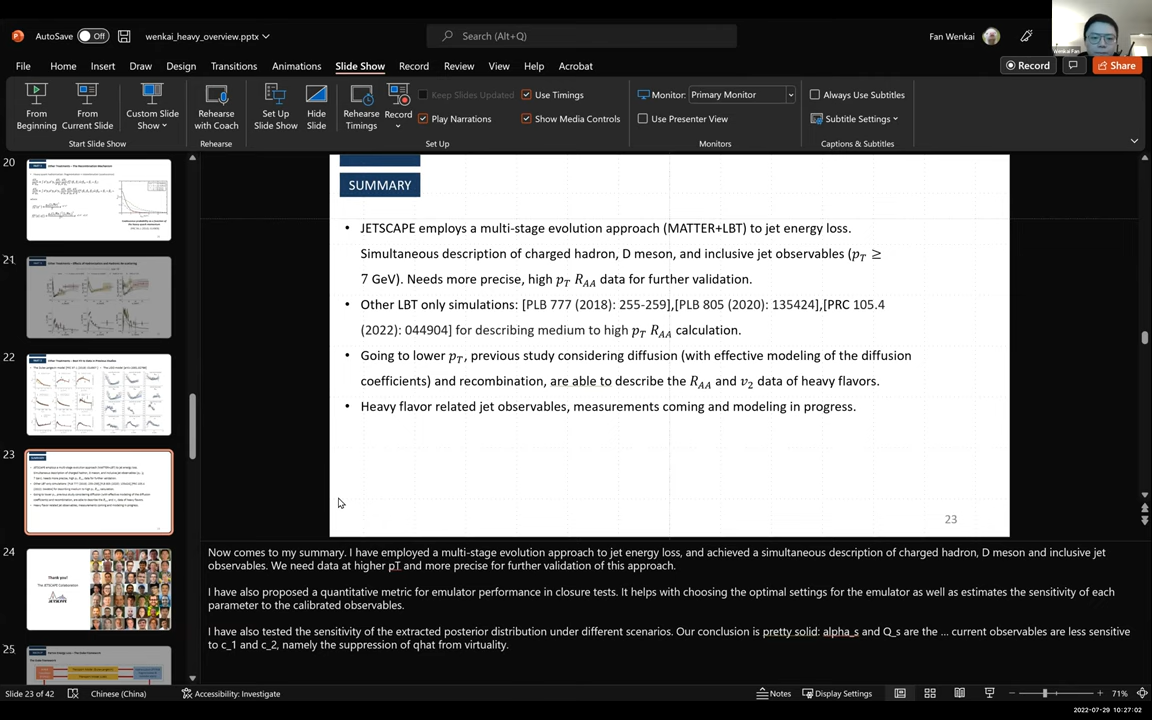 AutoSave
Off
wenkai_heavy_overview.pptx
Search (Alt+Q)
Fan Wenkai
Wenkai Fan
File Home Insert Draw Design Transitions Animations Slide Show Record Review View Help Acrobat
Record
Share
From Beginning
From Current Slide
Custom Slide Show
Rehearse with Coach
Set Up Slide Show
Hide Slide
Rehearse Timings
Record
Keep Slides Updated
Use Timings
Play Narrations
Show Media Controls
Monitor: Primary Monitor
Use Presenter View
Always Use Subtitles
Subtitle Settings
Start Slide Show
Rehearse
Set Up
Monitors
Captions & Subtitles
20
21
22
23
24
Thank you!
The JETSCAPE Collaboration
25
SUMMARY
• JETSCAPE employs a multi-stage evolution approach (MATTER+LBT) to jet energy loss.
Simultaneous description of charged hadron, D meson, and inclusive jet observables (p_T ≥
7 GeV). Needs more precise, high p_T R_AA data for further validation.
• Other LBT only simulations: [PLB 777 (2018): 255-259],[PLB 805 (2020): 135424],[PRC 105.4
(2022): 044904] for describing medium to high p_T R_AA calculation.
• Going to lower p_T, previous study considering diffusion (with effective modeling of the diffusion
coefficients) and recombination, are able to describe the R_AA and v_2 data of heavy flavors.
• Heavy flavor related jet observables, measurements coming and modeling in progress.
23
Now comes to my summary. I have employed a multi-stage evolution approach to jet energy loss, and achieved a simultaneous description of charged hadron, D meson and inclusive jet
observables. We need data at higher pT and more precise for further validation of this approach.
I have also proposed a quantitative metric for emulator performance in closure tests. It helps with choosing the optimal settings for the emulator as well as estimates the sensitivity of each
parameter to the calibrated observables.
I have also tested the sensitivity of the extracted posterior distribution under different scenarios. Our conclusion is pretty solid: alpha_s and Q_s are the ... current observables are less sensitive
to c_1 and c_2, namely the suppression of qhat from virtuality.
Slide 23 of 42
Chinese (China)
Accessibility: Investigate
Notes
Display Settings
71%
2022-07-29 10:27:02